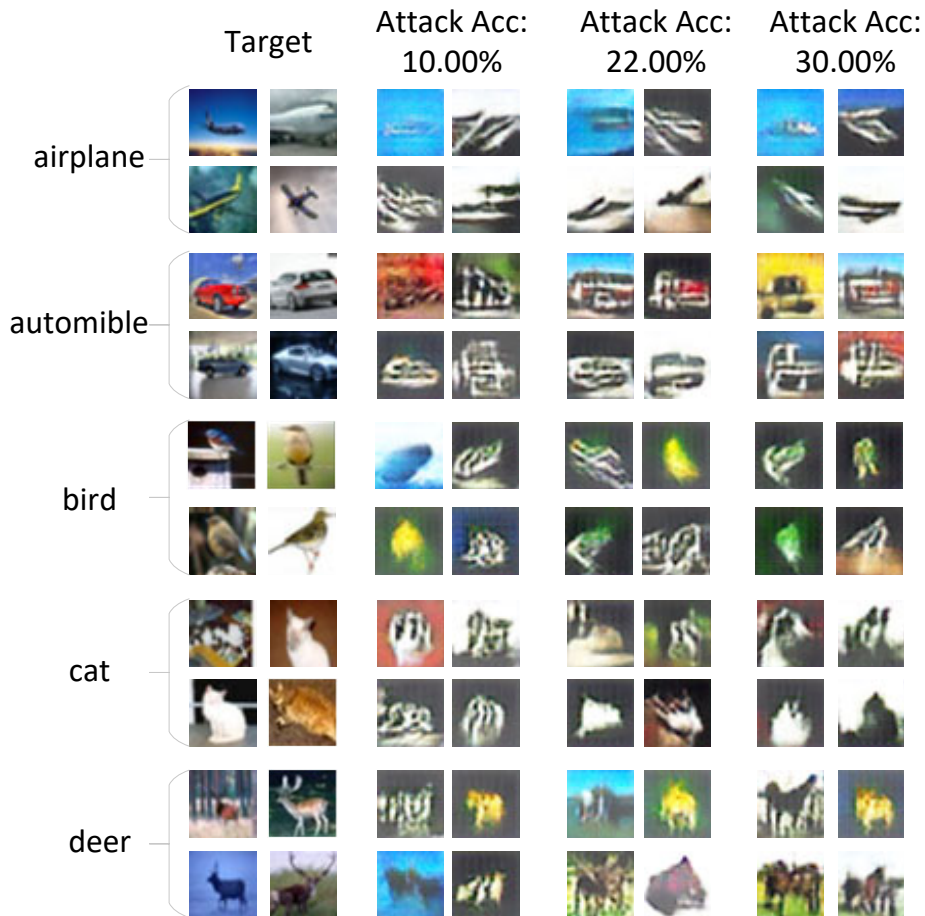 Target
Attack Acc:
10.00%
Attack Acc:
22.00%
Attack Acc:
30.00%
airplane
automible
bird
cat
deer